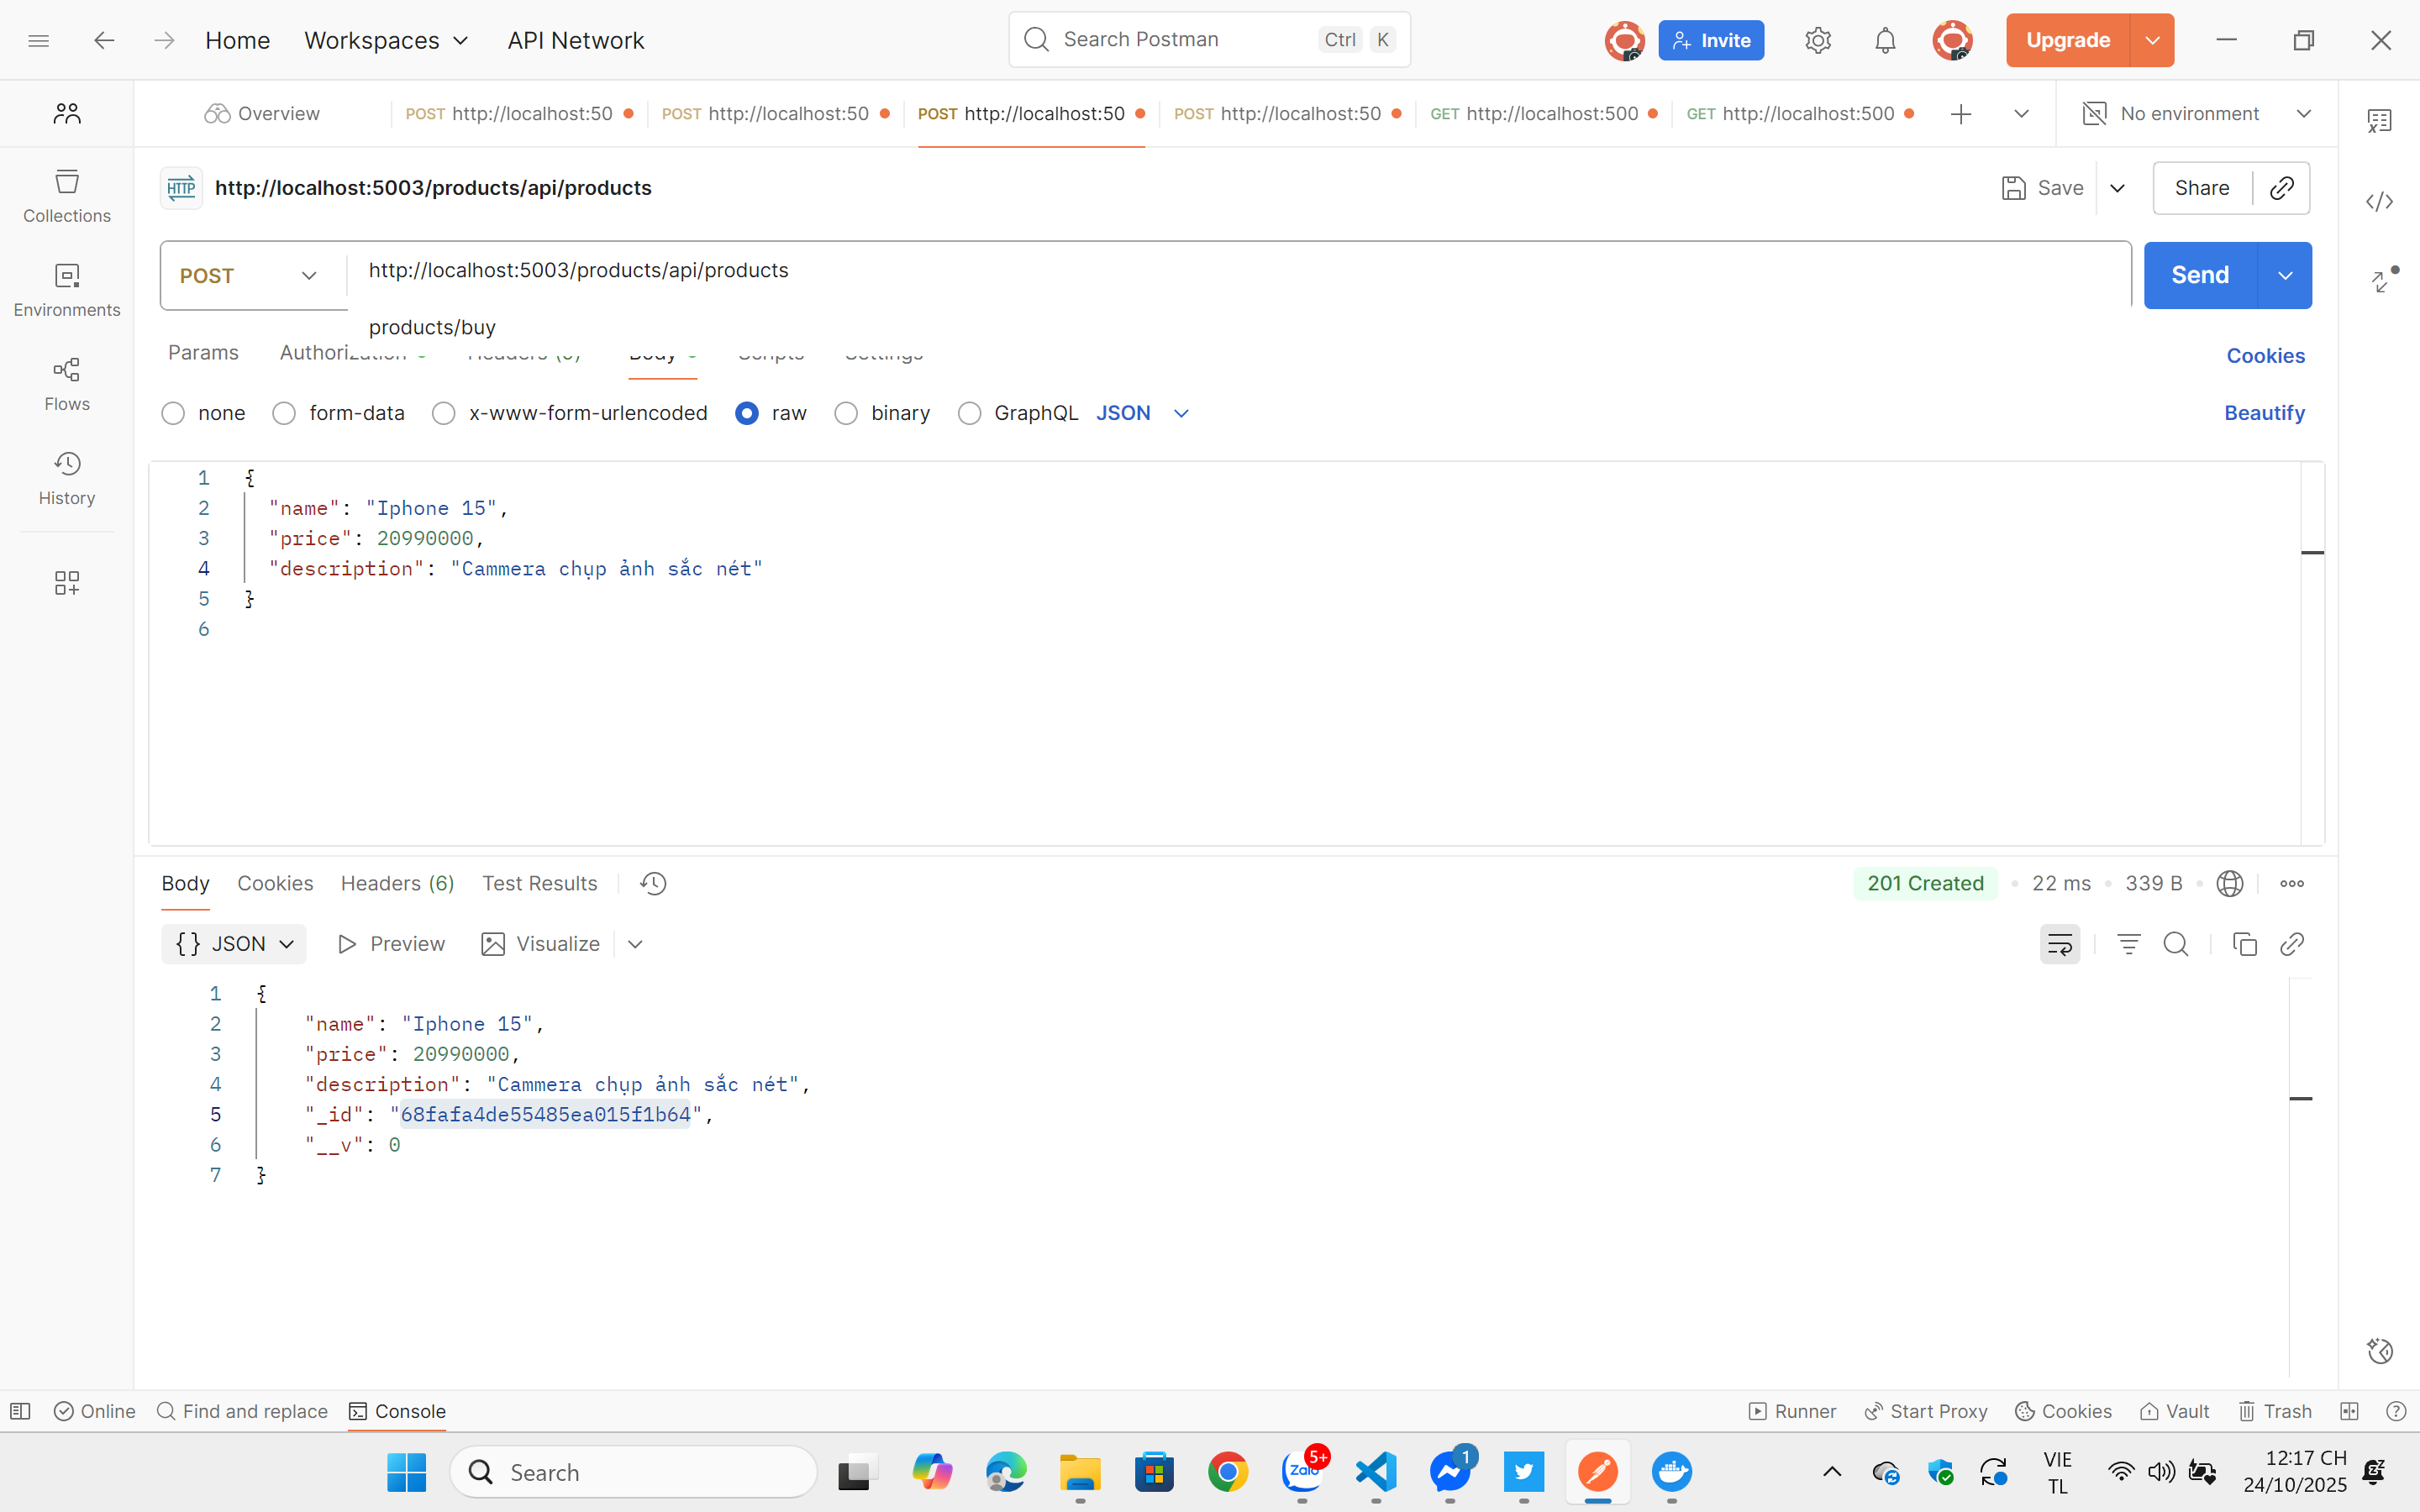 Home Workspaces API Network Search Postman Ctrl K Invite Upgrade
Overview POST http://localhost:50 POST http://localhost:50 POST http://localhost:50 POST http://localhost:50 GET http://localhost:500 GET http://localhost:500 No environment
HTTP http://localhost:5003/products/api/products Save Share
Collections
Environments
Flows
History
POST http://localhost:5003/products/api/products Send
products/buy
Params Authorization Headers Body Scripts Settings Cookies
none form-data x-www-form-urlencoded raw binary GraphQL JSON Beautify
1 {
2 "name": "Iphone 15",
3 "price": 20990000,
4 "description": "Cammera chụp ảnh sắc nét"
5 }
6
Body Cookies Headers (6) Test Results 201 Created 22 ms 339 B
{} JSON Preview Visualize
1 {
2 "name": "Iphone 15",
3 "price": 20990000,
4 "description": "Cammera chụp ảnh sắc nét",
5 "_id": "68fafa4de55485ea015f1b64",
6 "__v": 0
7 }
Online Find and replace Console Runner Start Proxy Cookies Vault Trash
Search Zalo 5+ 1 VIE 12:17 CH
TL 24/10/2025